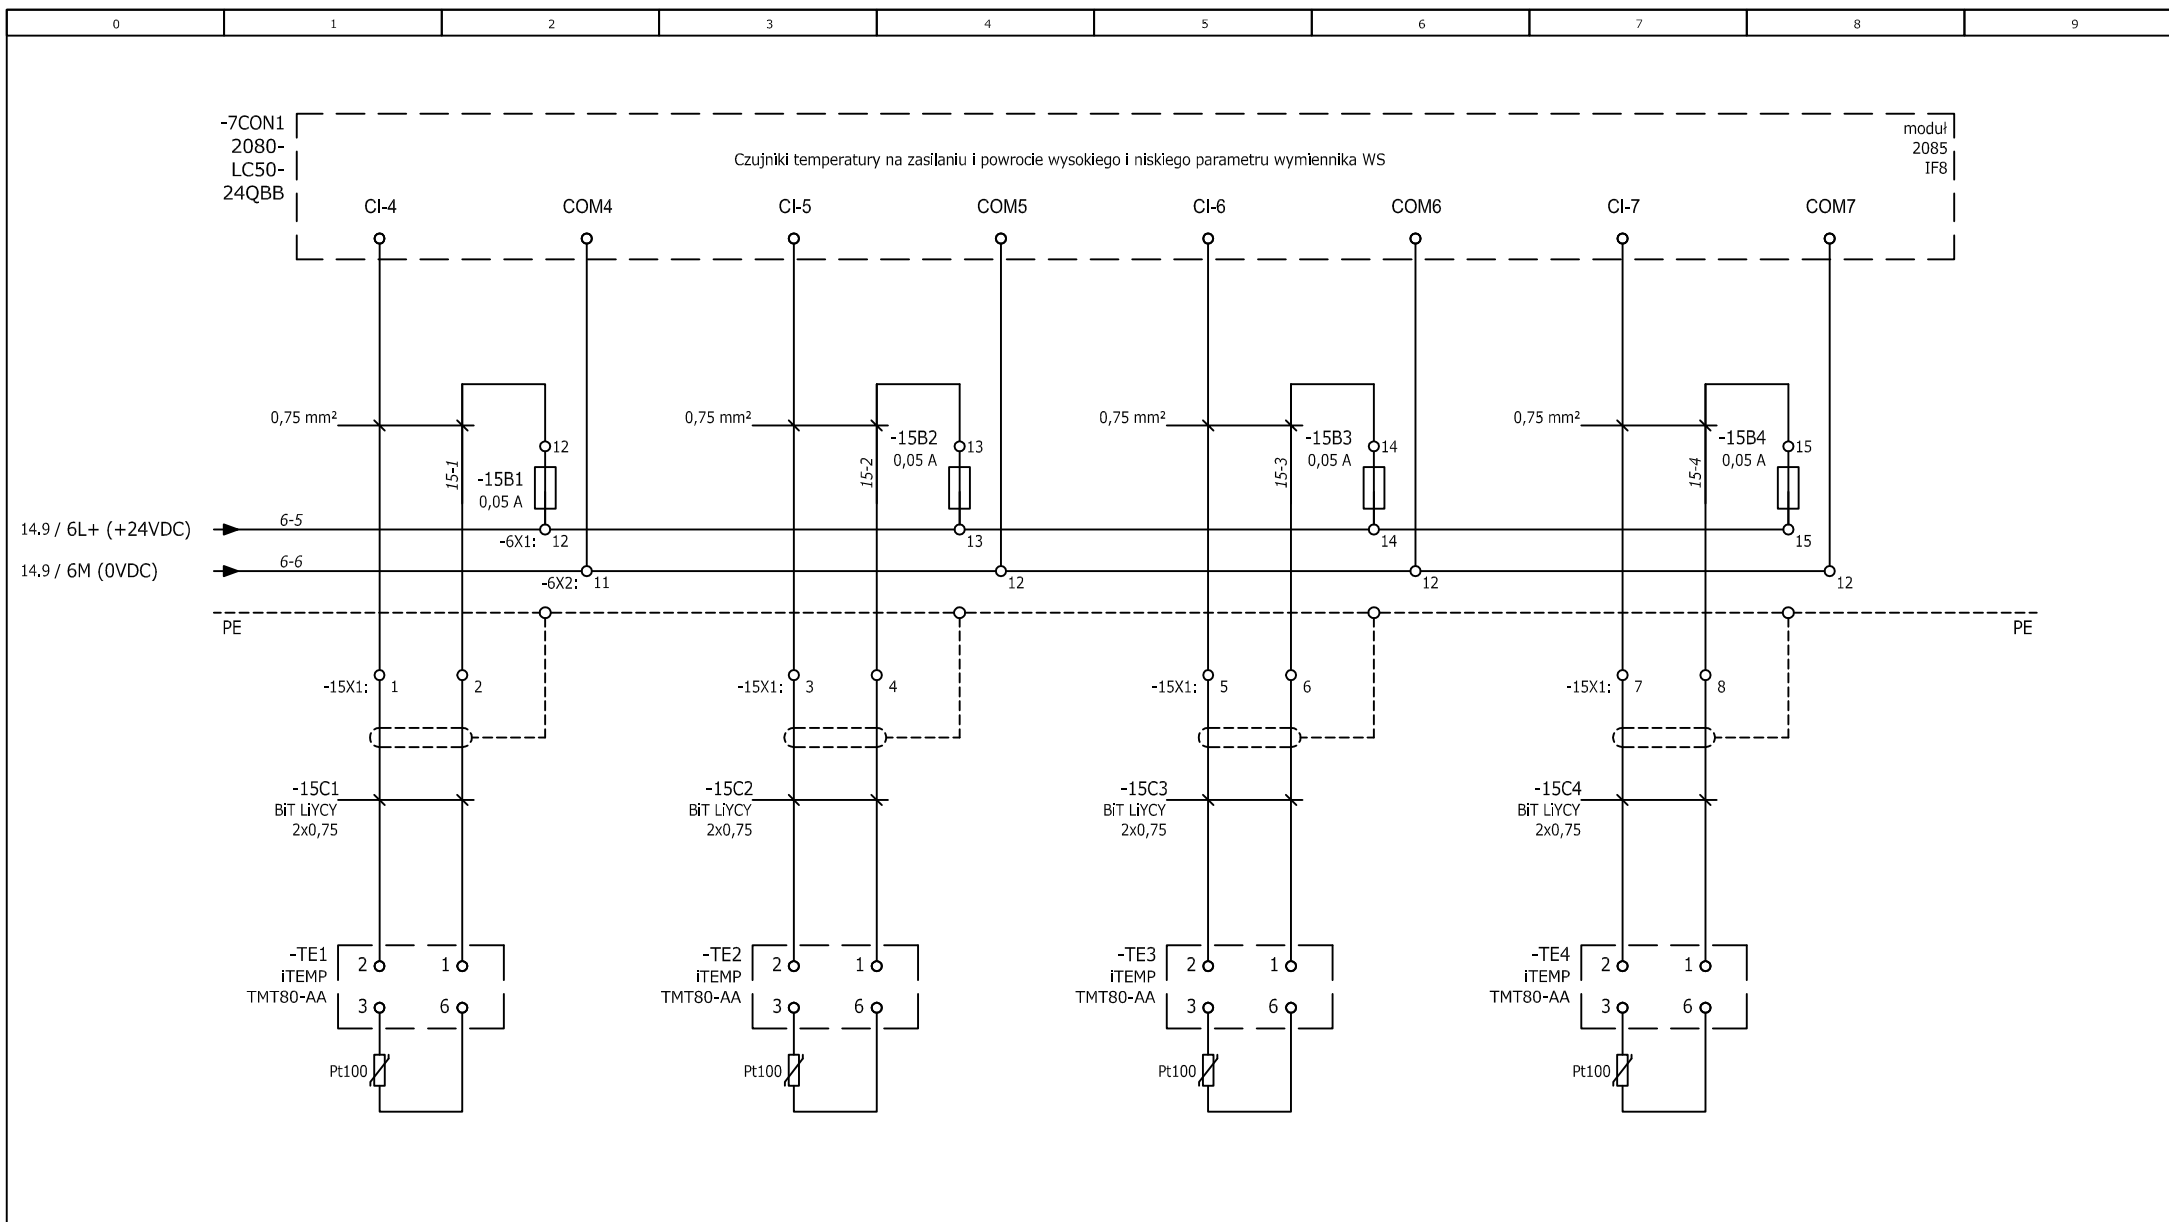 0 1 2 3 4 5 6 7 8 9
-7CON1
2080-
LC50-
24QBB
Czujniki temperatury na zasilaniu i powrocie wysokiego i niskiego parametru wymiennika WS
moduł
2085
IF8
CI-4 COM4 CI-5 COM5 CI-6 COM6 CI-7 COM7
0,75 mm² 0,75 mm² 0,75 mm² 0,75 mm²
15-1
-15B1
0,05 A
12
15-2
-15B2
0,05 A
13
15-3
-15B3
0,05 A
14
15-4
-15B4
0,05 A
15
14.9 / 6L+ (+24VDC) 6-5
-6X1: 12 13 14 15
14.9 / 6M (0VDC) 6-6
-6X2: 11 12 12 12
PE PE
-15X1: 1 2 -15X1: 3 4 -15X1: 5 6 -15X1: 7 8
-15C1
BiT LiYCY
2x0,75
-15C2
BiT LiYCY
2x0,75
-15C3
BiT LiYCY
2x0,75
-15C4
BiT LiYCY
2x0,75
-TE1
iTEMP
TMT80-AA
2 1
3 6
Pt100
-TE2
iTEMP
TMT80-AA
2 1
3 6
Pt100
-TE3
iTEMP
TMT80-AA
2 1
3 6
Pt100
-TE4
iTEMP
TMT80-AA
2 1
3 6
Pt100